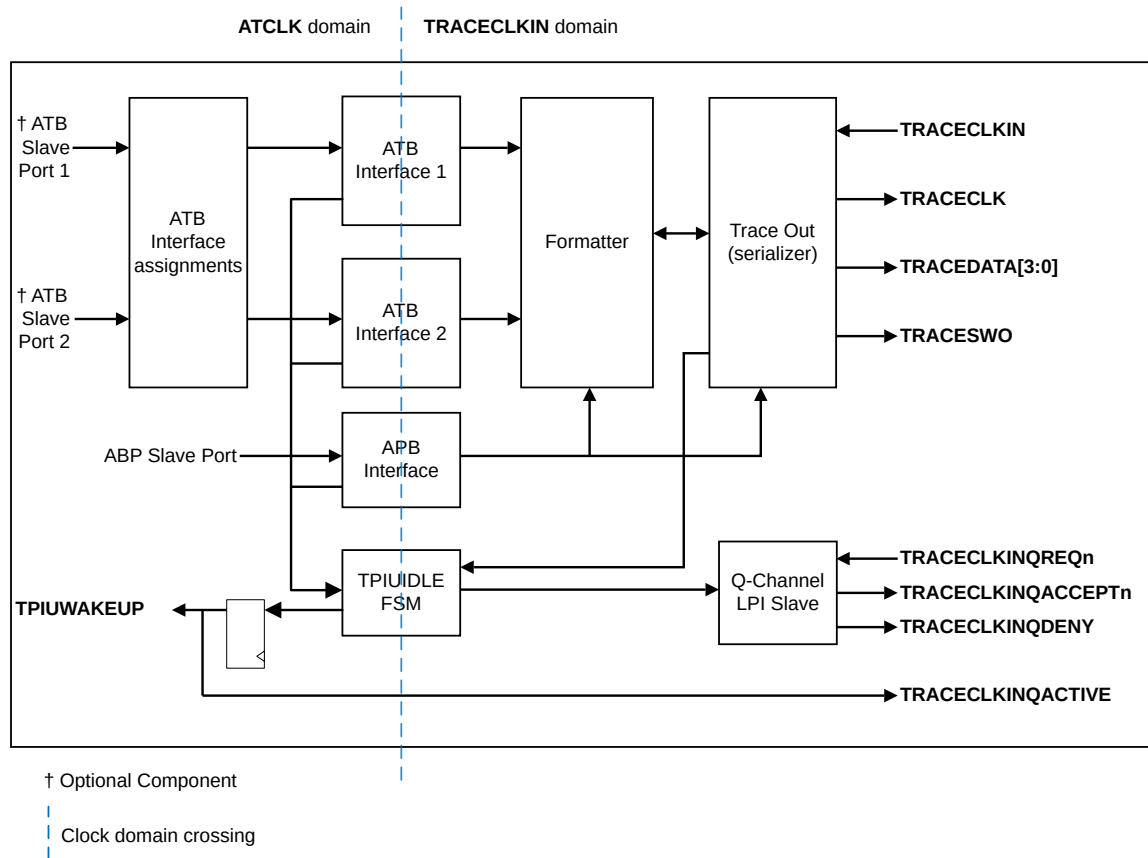 ATCLK domain
TRACECLKIN domain
† ATB
Slave
Port 1
ATB
Interface
assignments
ATB
Interface 1
Formatter
Trace Out
(serializer)
TRACECLKIN
TRACECLK
TRACEDATA[3:0]
TRACESWO
† ATB
Slave
Port 2
ATB
Interface 2
ABP Slave Port
APB
Interface
TPIUIDLE
FSM
Q-Channel
LPI Slave
TRACECLKINQREQn
TRACECLKINQACCEPTn
TRACECLKINQDENY
TPIUWAKEUP
TRACECLKINQACTIVE
† Optional Component
Clock domain crossing